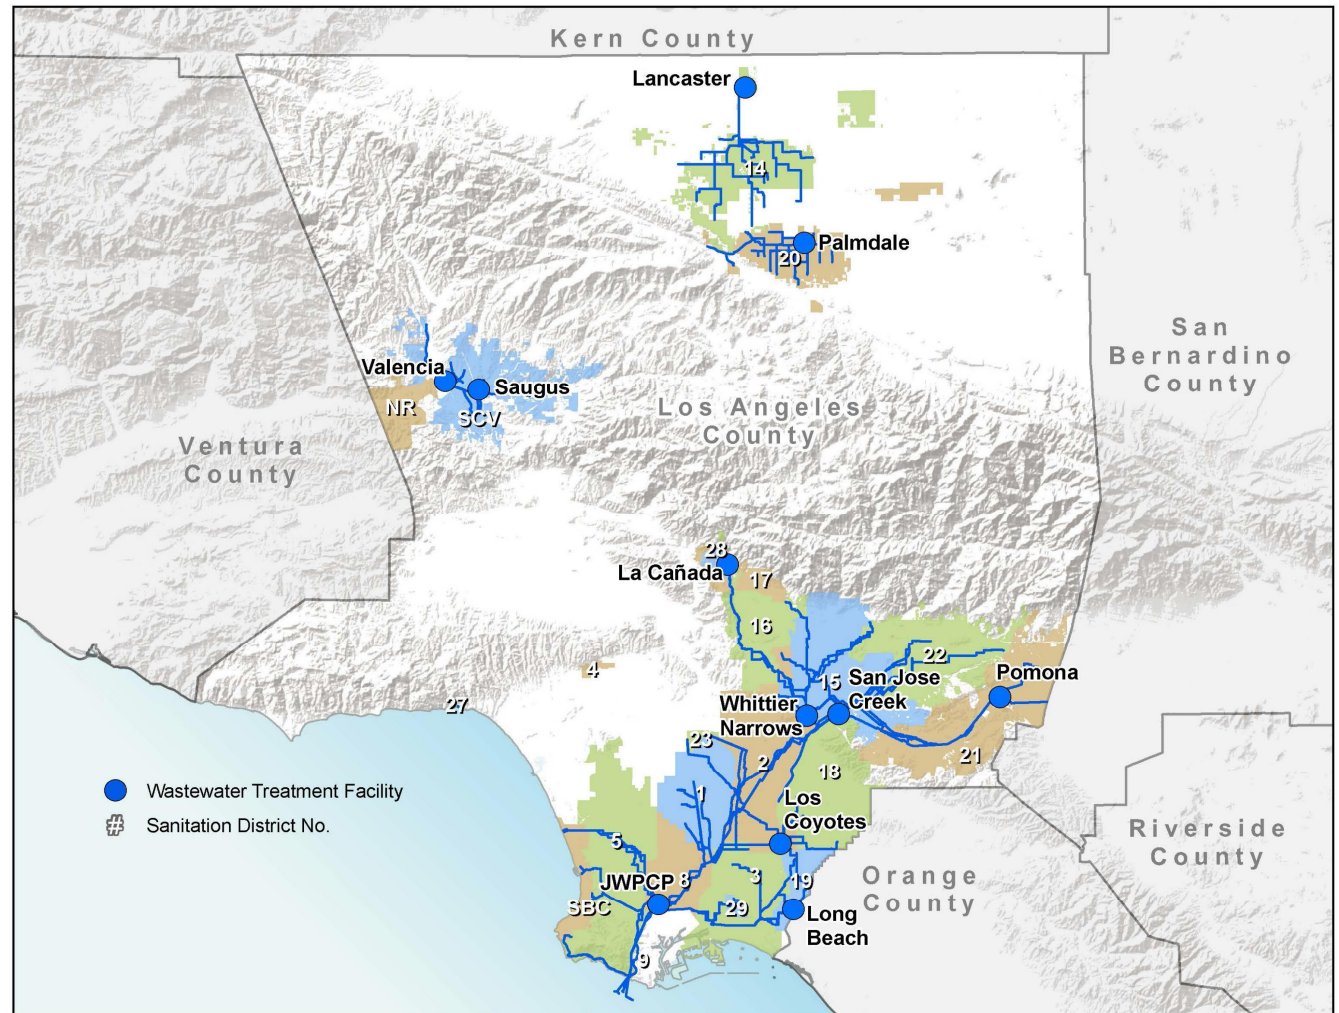 Kern County
Lancaster
14
Palmdale
20
San
Bernardino
County
Valencia
Saugus
NR
SCV
Los Angeles
County
Ventura
County
28
La Cañada
17
16
22
4
15
San Jose
Creek
Pomona
27
Whittier
Narrows
23
2
18
21
1
Los
Coyotes
Wastewater Treatment Facility
# Sanitation District No.
5
Riverside
County
JWPCP
8
3
19
Orange
County
SBC
29
Long
Beach
9